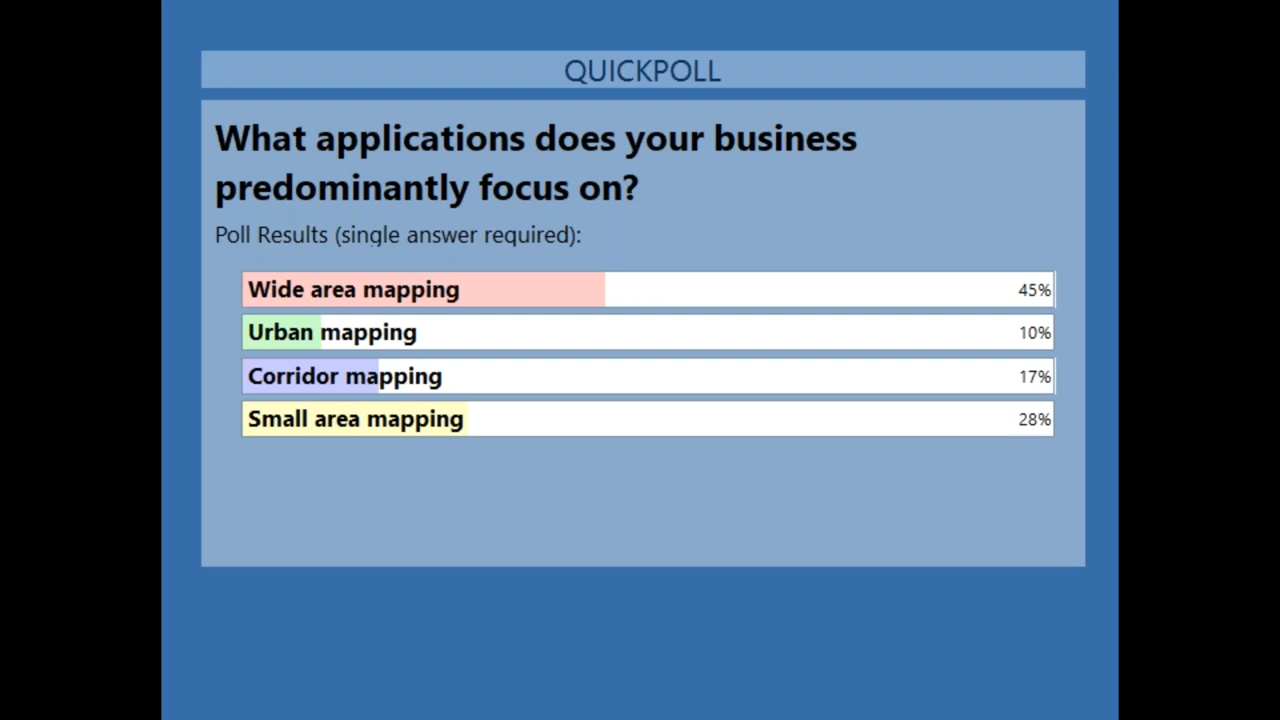 QUICKPOLL
What applications does your business
predominantly focus on?
Poll Results (single answer required):
Wide area mapping 45%
Urban mapping 10%
Corridor mapping 17%
Small area mapping 28%